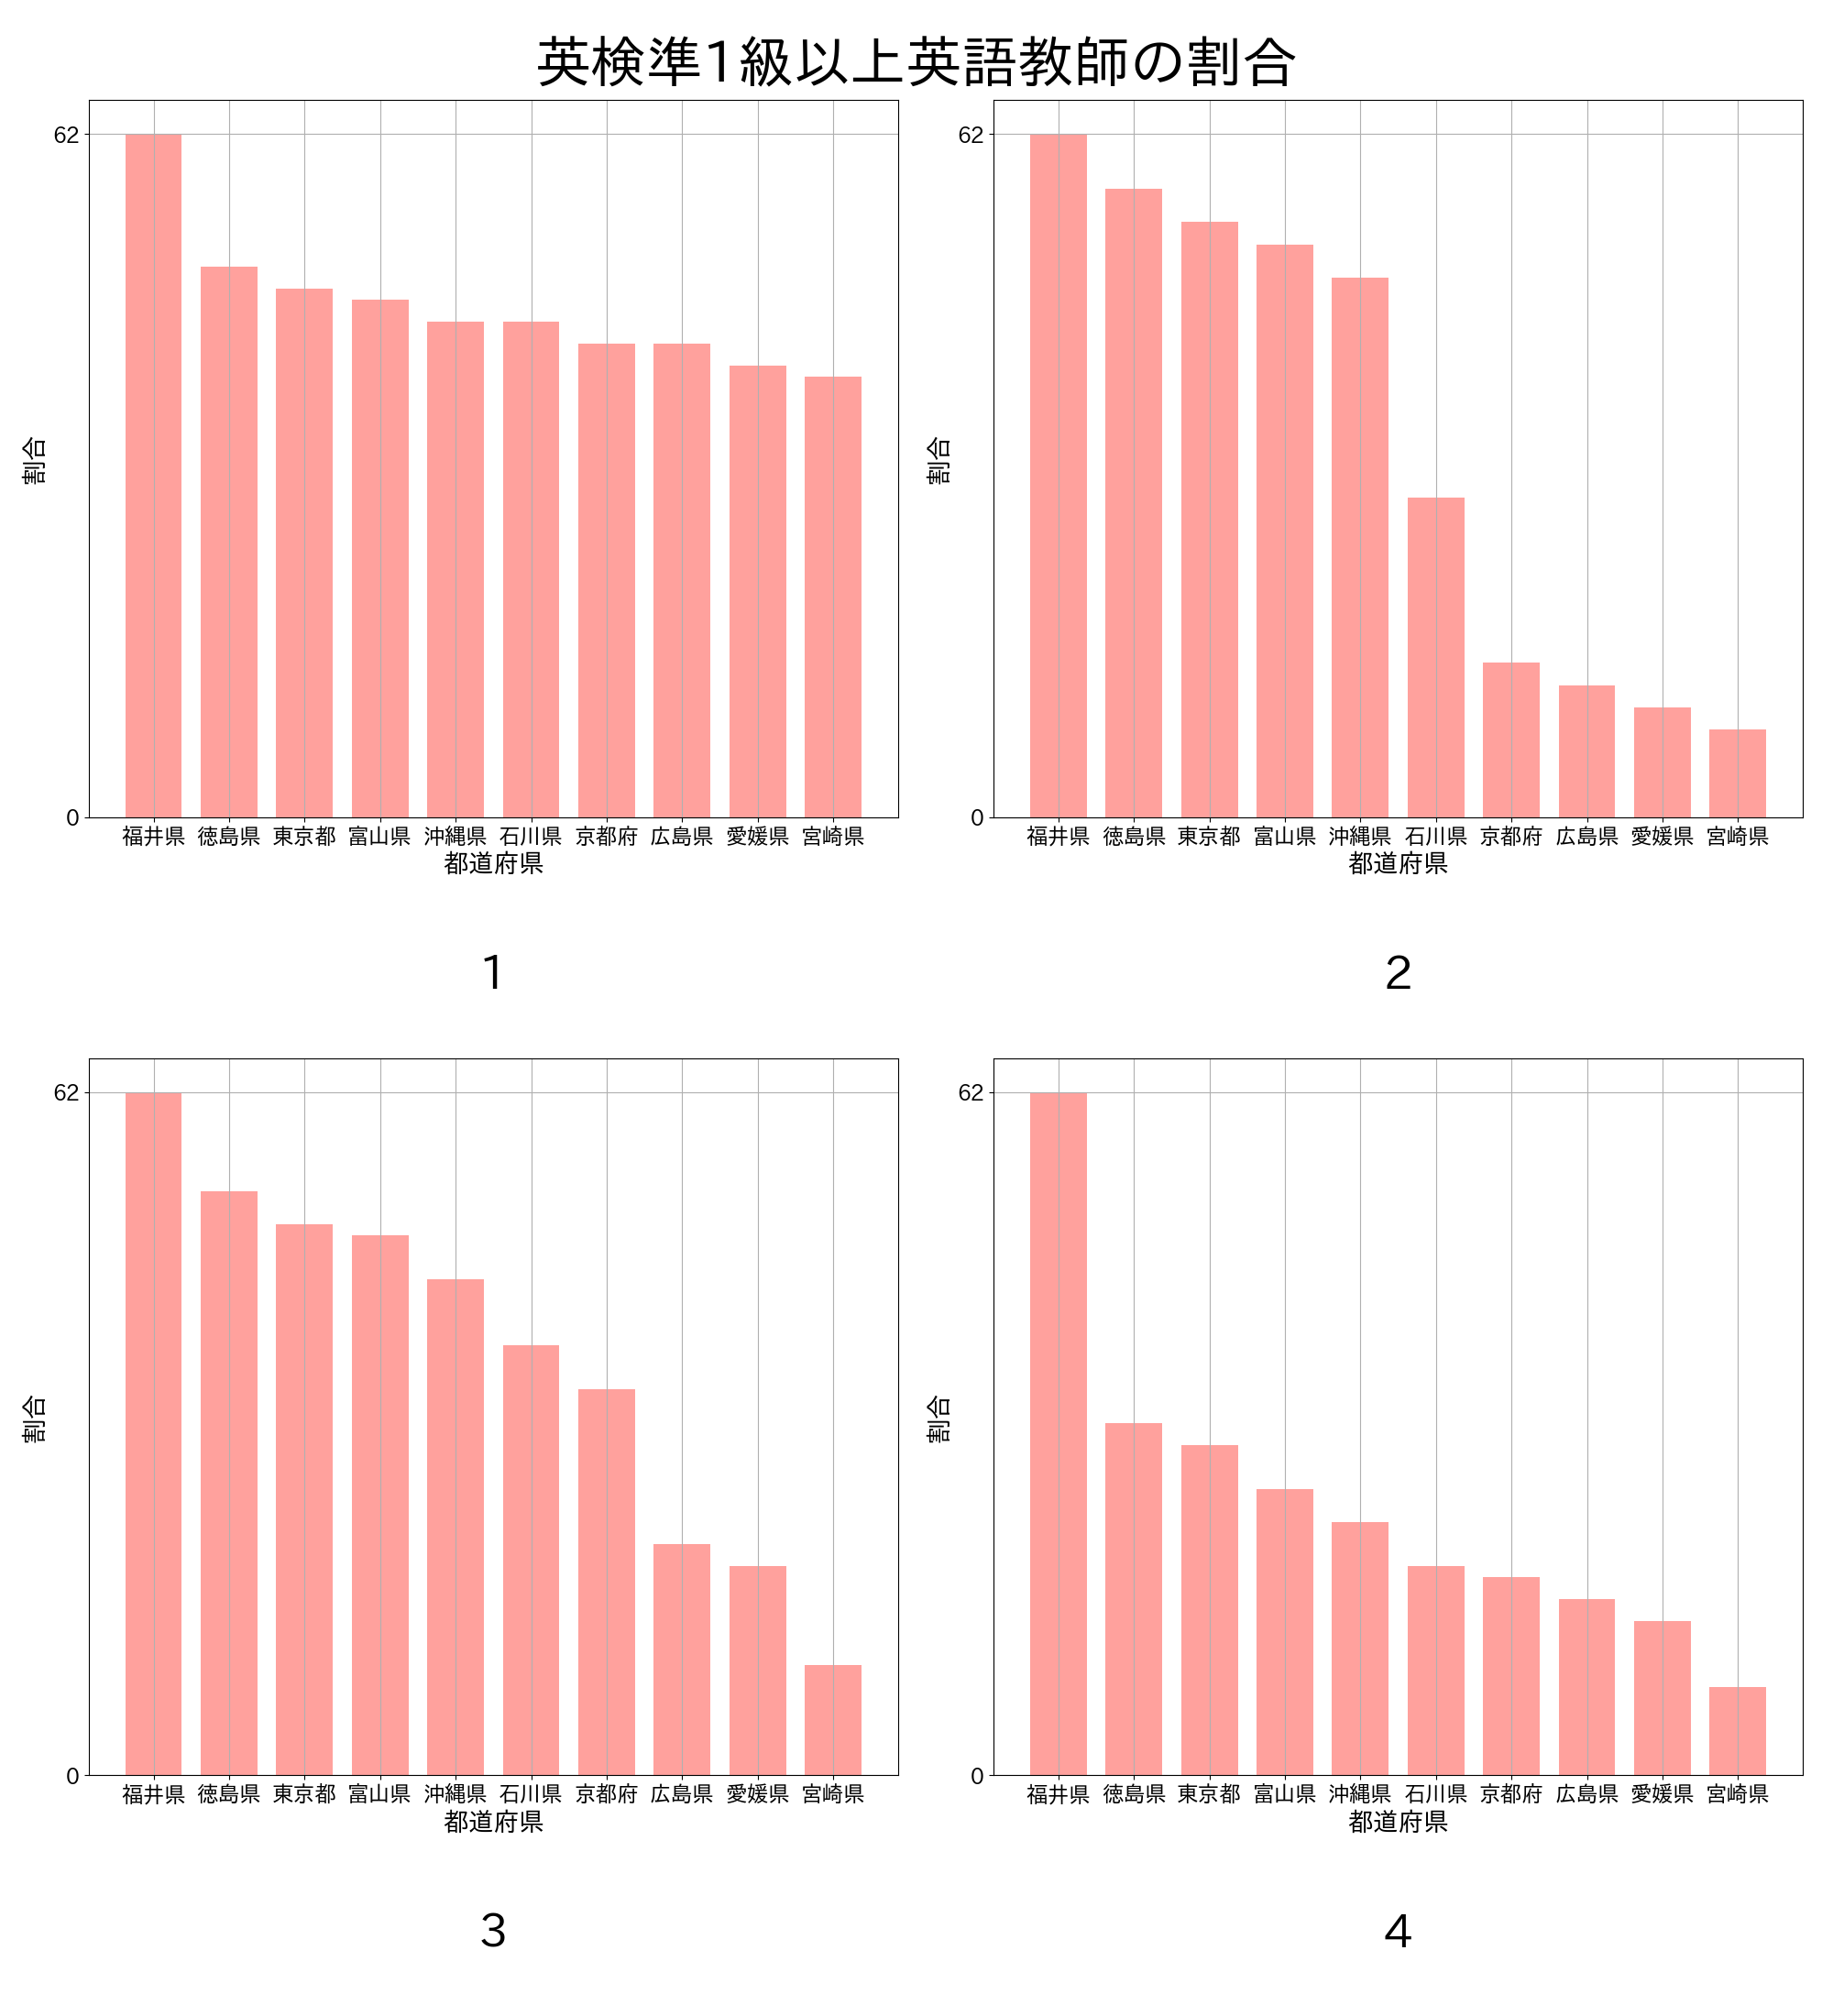 英検準1級以上英語教師の割合
62
0
割合
福井県 徳島県 東京都 富山県 沖縄県 石川県 京都府 広島県 愛媛県 宮崎県
都道府県
1
62
0
割合
福井県 徳島県 東京都 富山県 沖縄県 石川県 京都府 広島県 愛媛県 宮崎県
都道府県
2
62
0
割合
福井県 徳島県 東京都 富山県 沖縄県 石川県 京都府 広島県 愛媛県 宮崎県
都道府県
3
62
0
割合
福井県 徳島県 東京都 富山県 沖縄県 石川県 京都府 広島県 愛媛県 宮崎県
都道府県
4